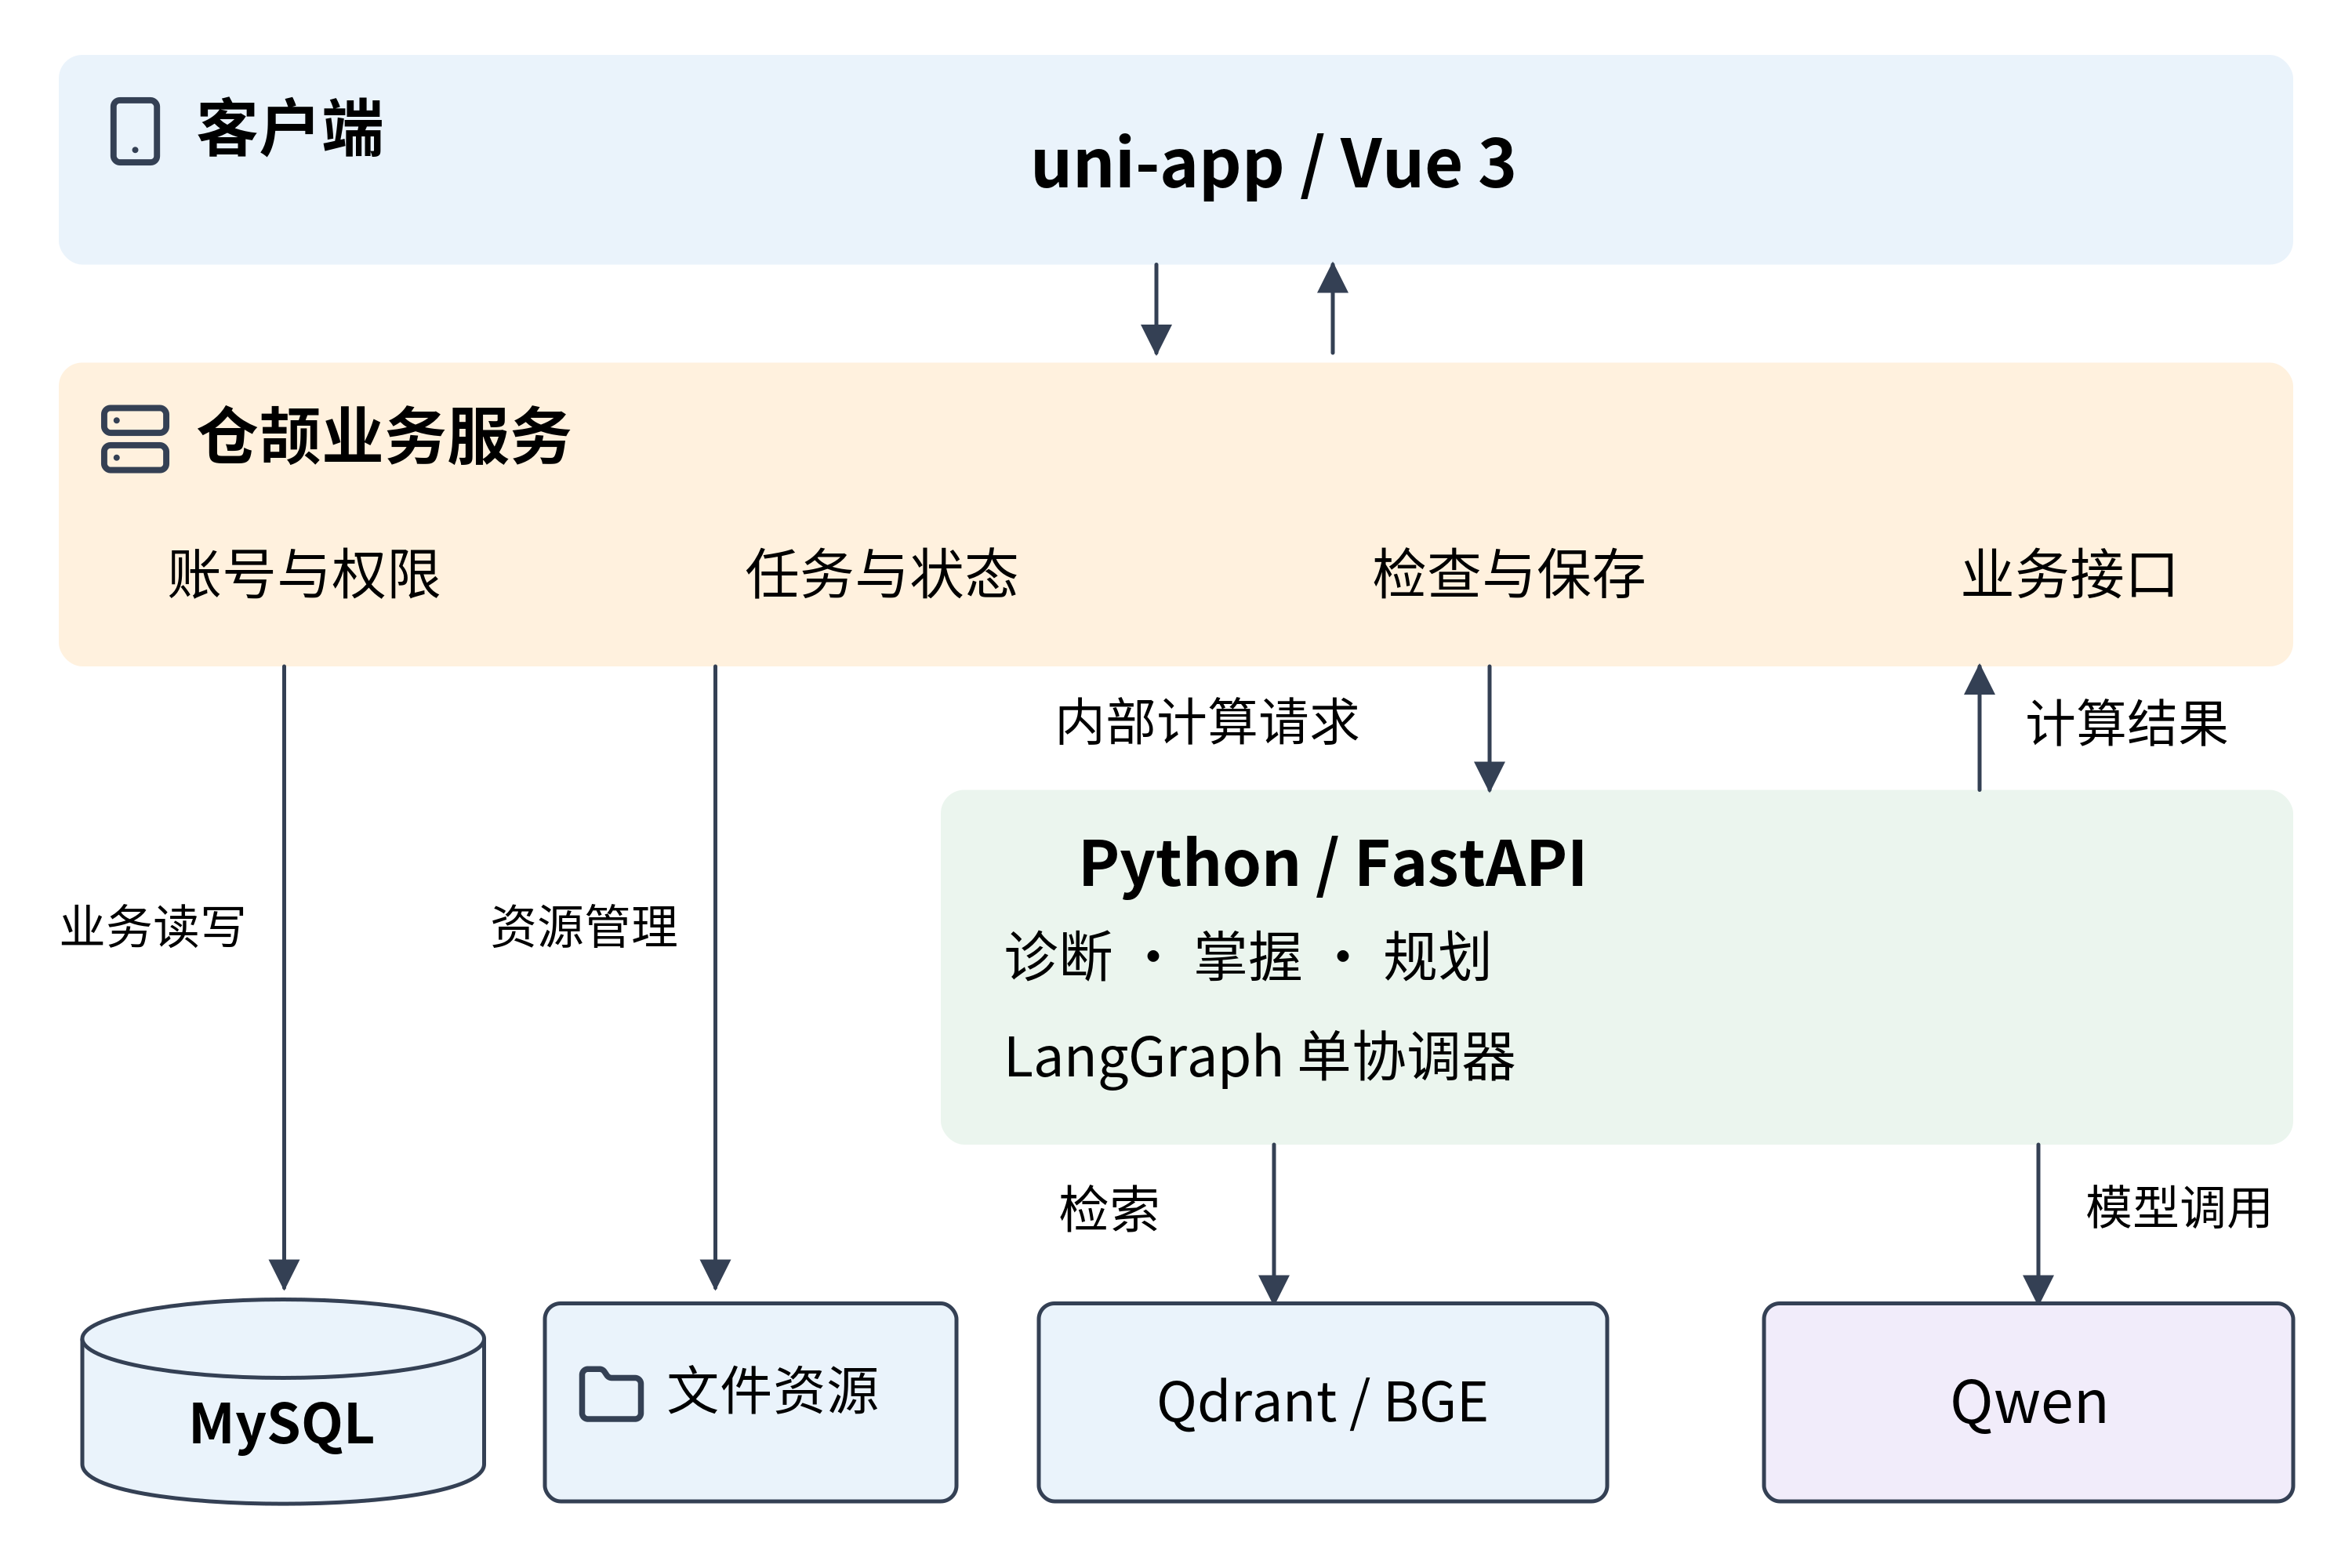 客户端
uni-app / Vue 3
仓颉业务服务
账号与权限
任务与状态
检查与保存
业务接口
内部计算请求
计算结果
Python / FastAPI
业务读写
资源管理
诊断 · 掌握 · 规划
LangGraph 单协调器
检索
模型调用
MySQL
文件资源
Qdrant / BGE
Qwen